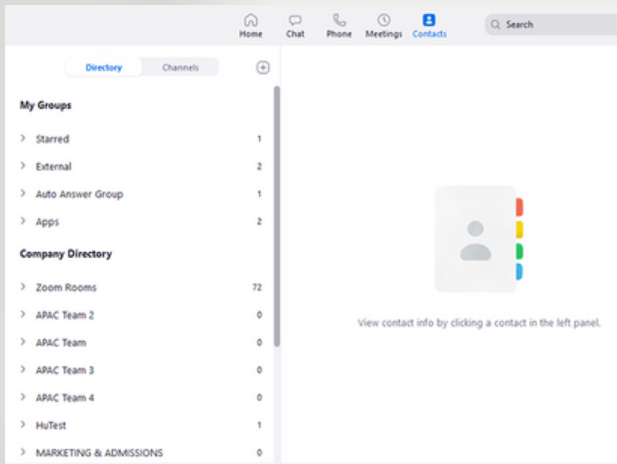 Home Chat Phone Meetings Contacts Search
Directory Channels
My Groups
Starred 1
External 2
Auto Answer Group 1
Apps 2
Company Directory
Zoom Rooms 72
APAC Team 2 0
APAC Team 0
APAC Team 3 0
APAC Team 4 0
HuTest 1
MARKETING & ADMISSIONS 0
View contact info by clicking a contact in the left panel.